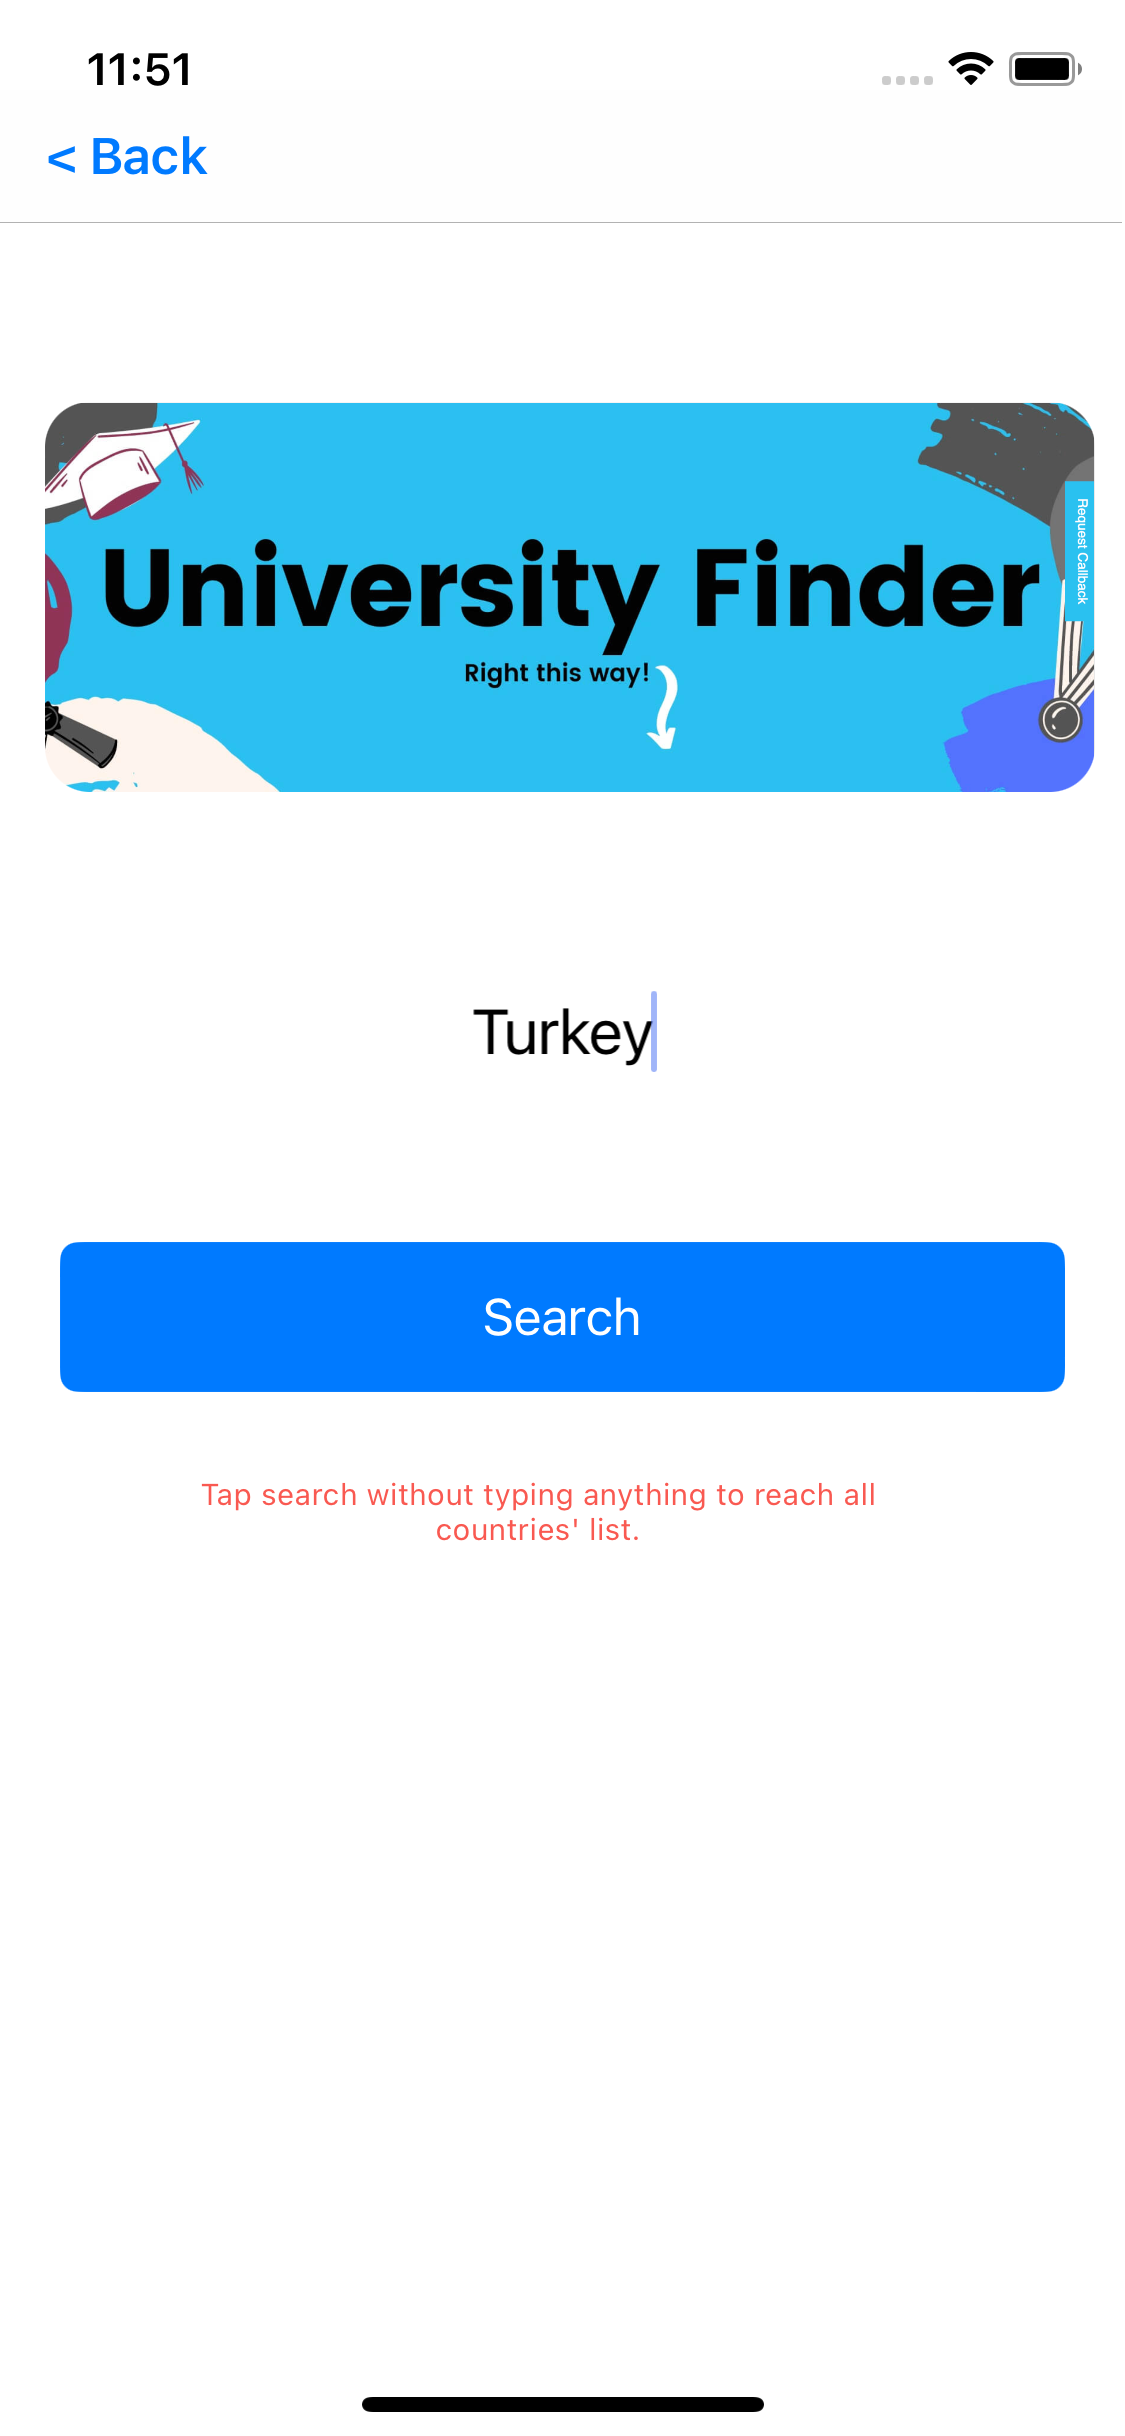 11:51
< Back
University Finder
Request Callback
Right this way!
Turkey
Search
Tap search without typing anything to reach all
countries' list.